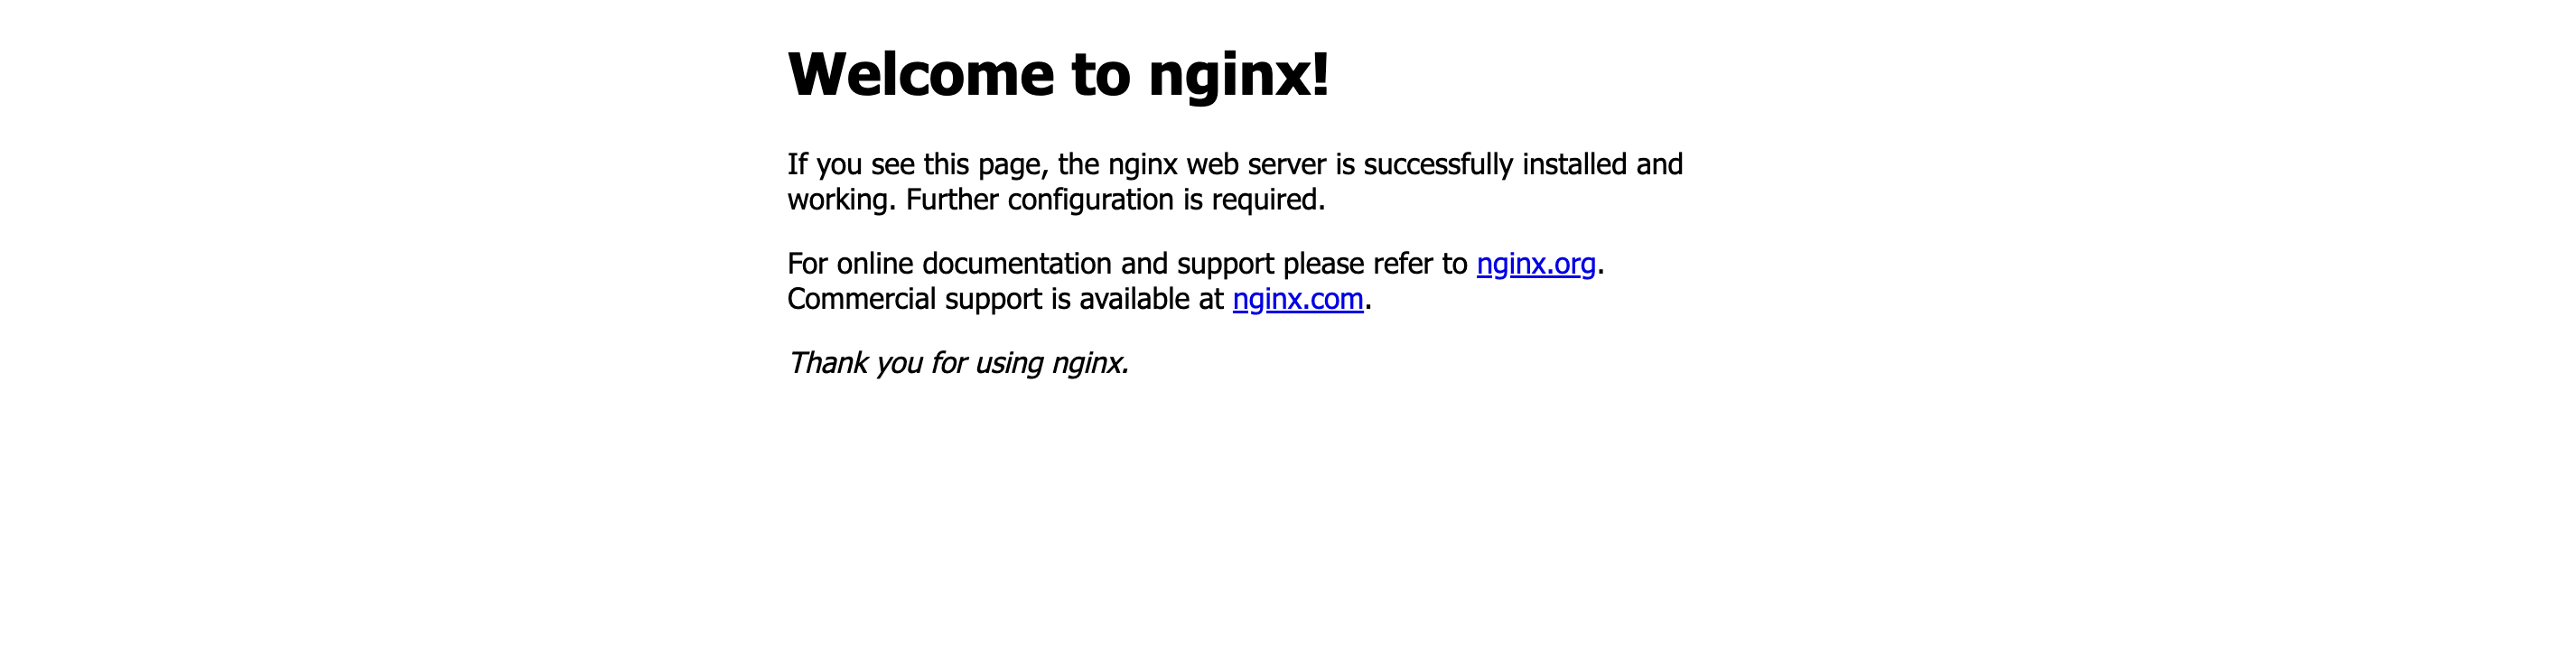 Welcome to nginx!
If you see this page, the nginx web server is successfully installed and
working. Further configuration is required.
For online documentation and support please refer to nginx.org.
Commercial support is available at nginx.com.
Thank you for using nginx.